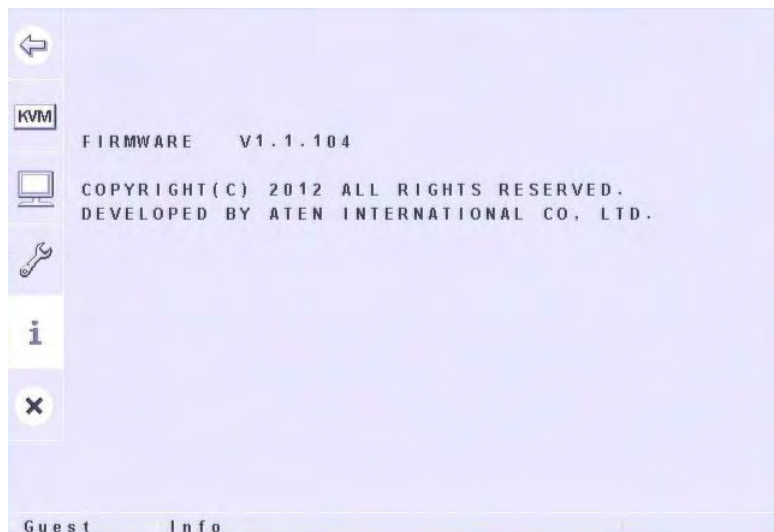 KVM
FIRMWARE V1.1.104
COPYRIGHT(C) 2012 ALL RIGHTS RESERVED.
DEVELOPED BY ATEN INTERNATIONAL CO, LTD.
i
Guest Info